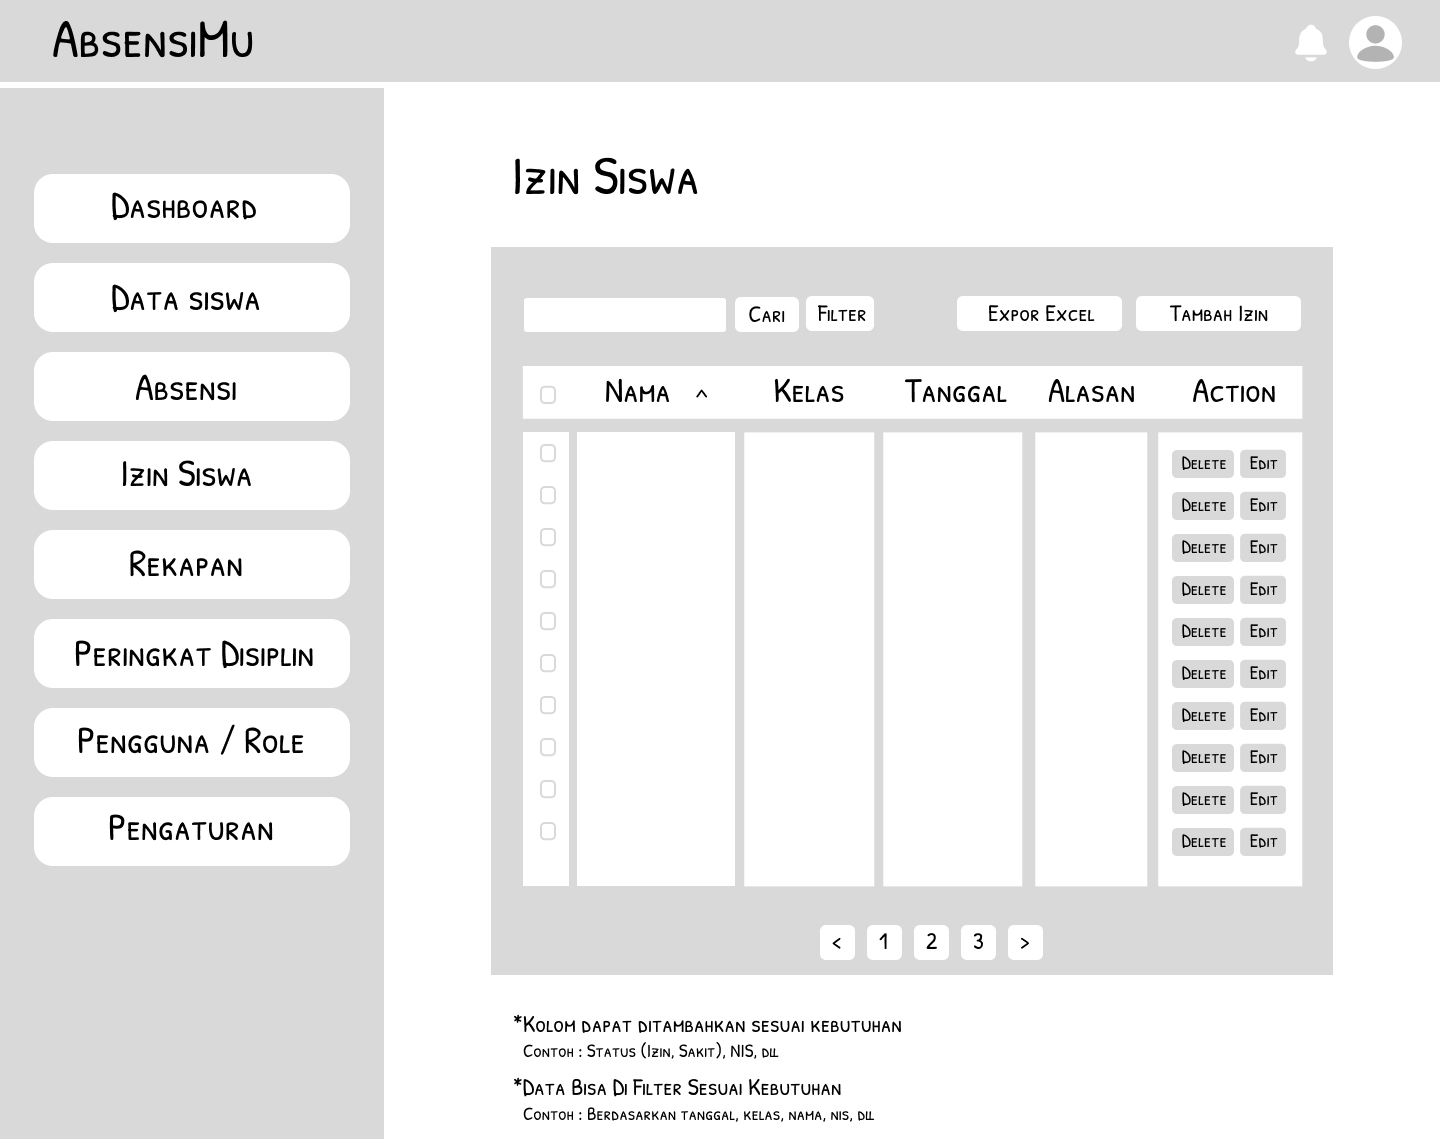 AbsensiMu
Dashboard
Data siswa
Absensi
Izin Siswa
Rekapan
Peringkat Disiplin
Pengguna / Role
Pengaturan
Izin Siswa
Cari Filter Expor Excel Tambah Izin
Nama ^ Kelas Tanggal Alasan Action
Delete Edit
Delete Edit
Delete Edit
Delete Edit
Delete Edit
Delete Edit
Delete Edit
Delete Edit
Delete Edit
Delete Edit
< 1 2 3 >
*Kolom dapat ditambahkan sesuai kebutuhan
Contoh : Status (Izin, Sakit), NIS, dll
*Data Bisa Di Filter Sesuai Kebutuhan
Contoh : Berdasarkan tanggal, kelas, nama, nis, dll